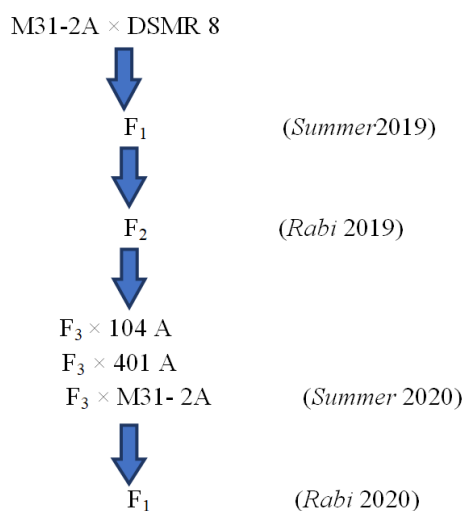 M31-2A × DSMR 8
F₁ (Summer2019)
F₂ (Rabi 2019)
F₃ × 104 A
F₃ × 401 A
F₃ × M31- 2A (Summer 2020)
F₁ (Rabi 2020)